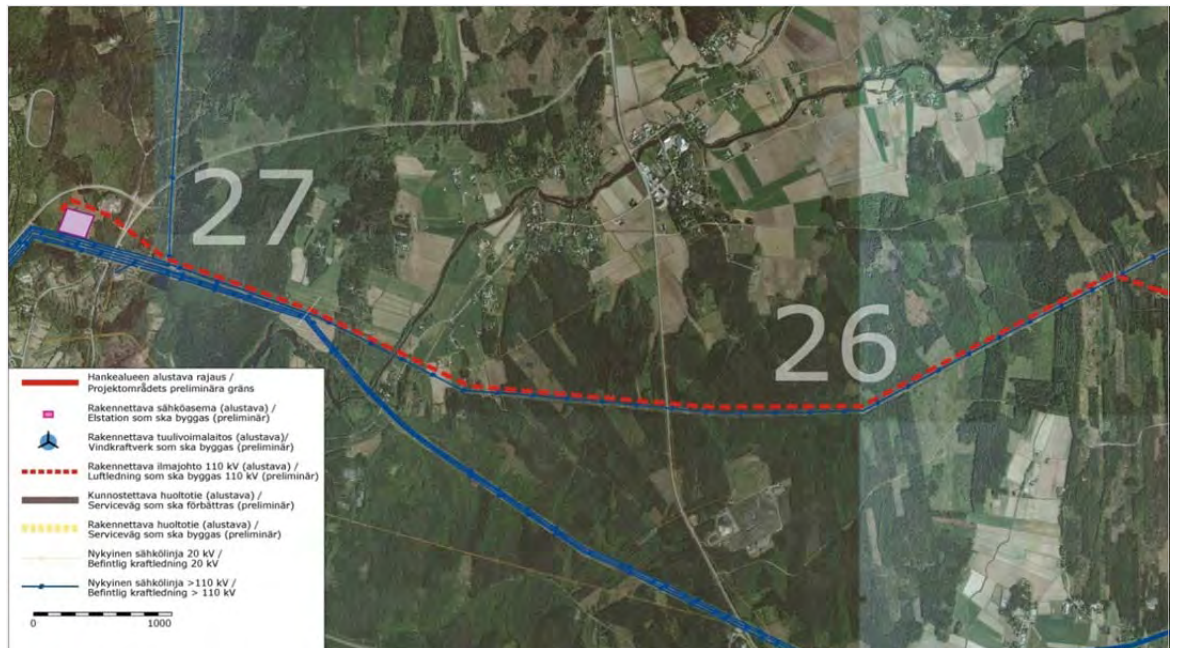 27
26
Hankealueen alustava rajaus /
Projektområdets preliminära gräns
Rakennettava sähköasema (alustava) /
Elstation som ska byggas (preliminär)
Rakennettava tuulivoimalaitos (alustava)/
Vindkraftverk som ska byggas (preliminär)
Rakennettava ilmajohto 110 kV (alustava) /
Luftledning som ska byggas 110 kV (preliminär)
Kunnostettava huoltotie (alustava) /
Serviceväg som ska förbättras (preliminär)
Rakennettava huoltotie (alustava) /
Serviceväg som ska byggas (preliminär)
Nykyinen sähkölinja 20 kV /
Befintlig kraftledning 20 kV
Nykyinen sähkölinja >110 kV /
Befintlig kraftledning > 110 kV
0 1000